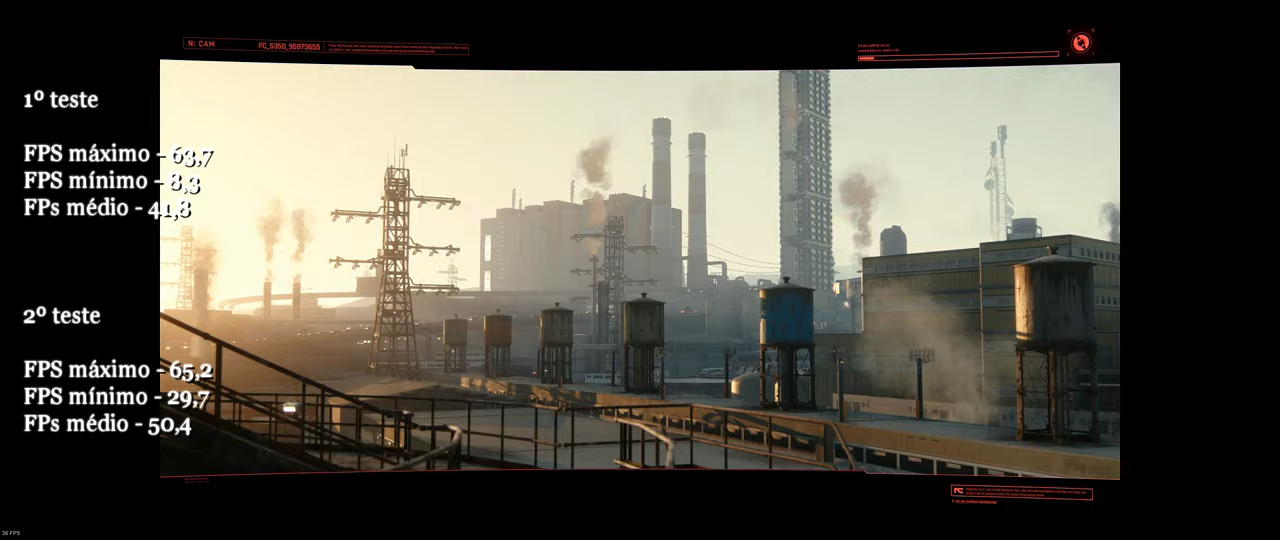 N: CAM
FC_5350_95873655
1º teste
FPS máximo - 63,7
FPS mínimo - 8,3
FPs médio - 41,8
2º teste
FPS máximo - 65,2
FPS mínimo - 29,7
FPs médio - 50,4
36 FPS